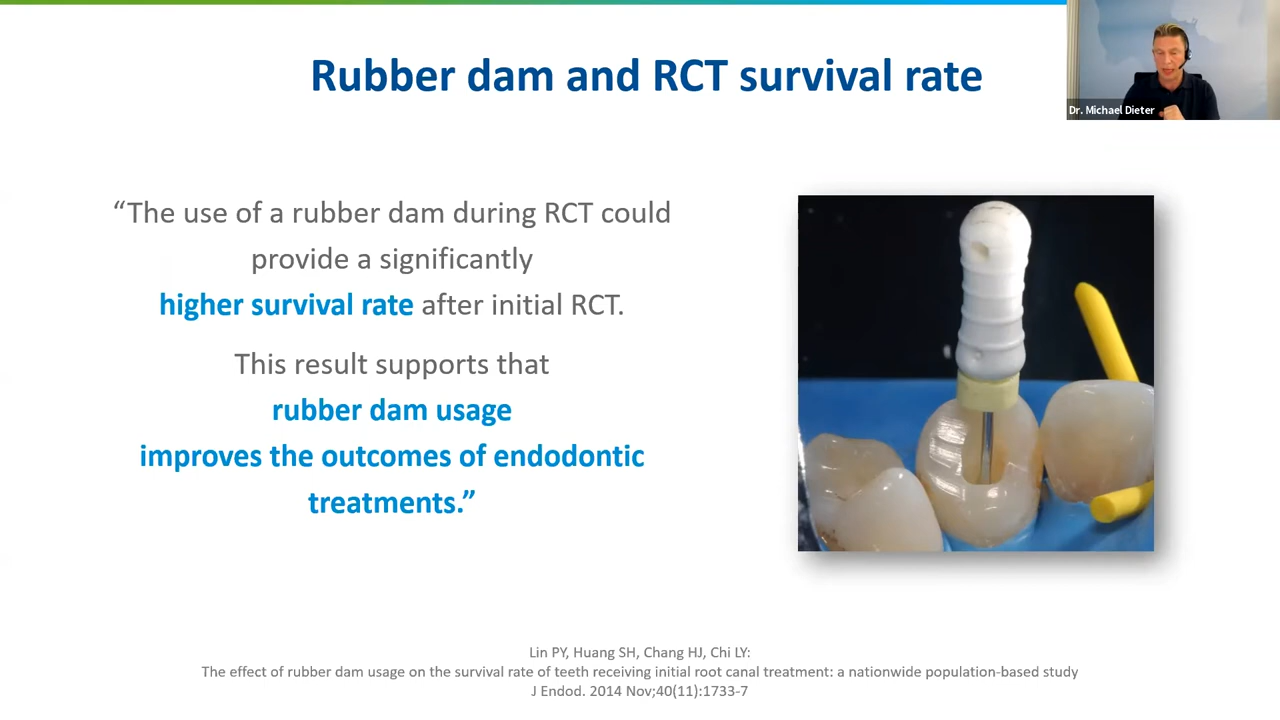 Rubber dam and RCT survival rate
Dr. Michael Dieter
“The use of a rubber dam during RCT could
provide a significantly
higher survival rate after initial RCT.
This result supports that
rubber dam usage
improves the outcomes of endodontic
treatments.”
Lin PY, Huang SH, Chang HJ, Chi LY:
The effect of rubber dam usage on the survival rate of teeth receiving initial root canal treatment: a nationwide population-based study
J Endod. 2014 Nov;40(11):1733-7